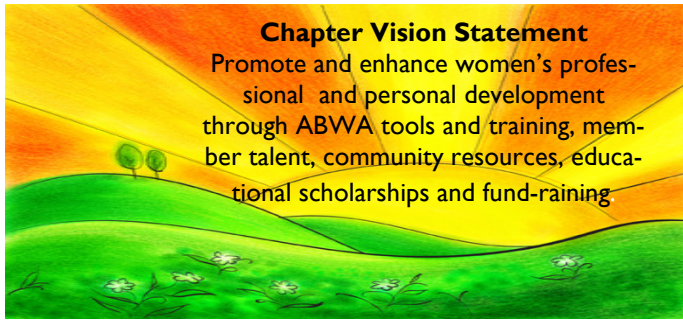 Chapter Vision Statement
Promote and enhance women’s profes-
sional and personal development
through ABWA tools and training, mem-
ber talent, community resources, educa-
tional scholarships and fund-raining.